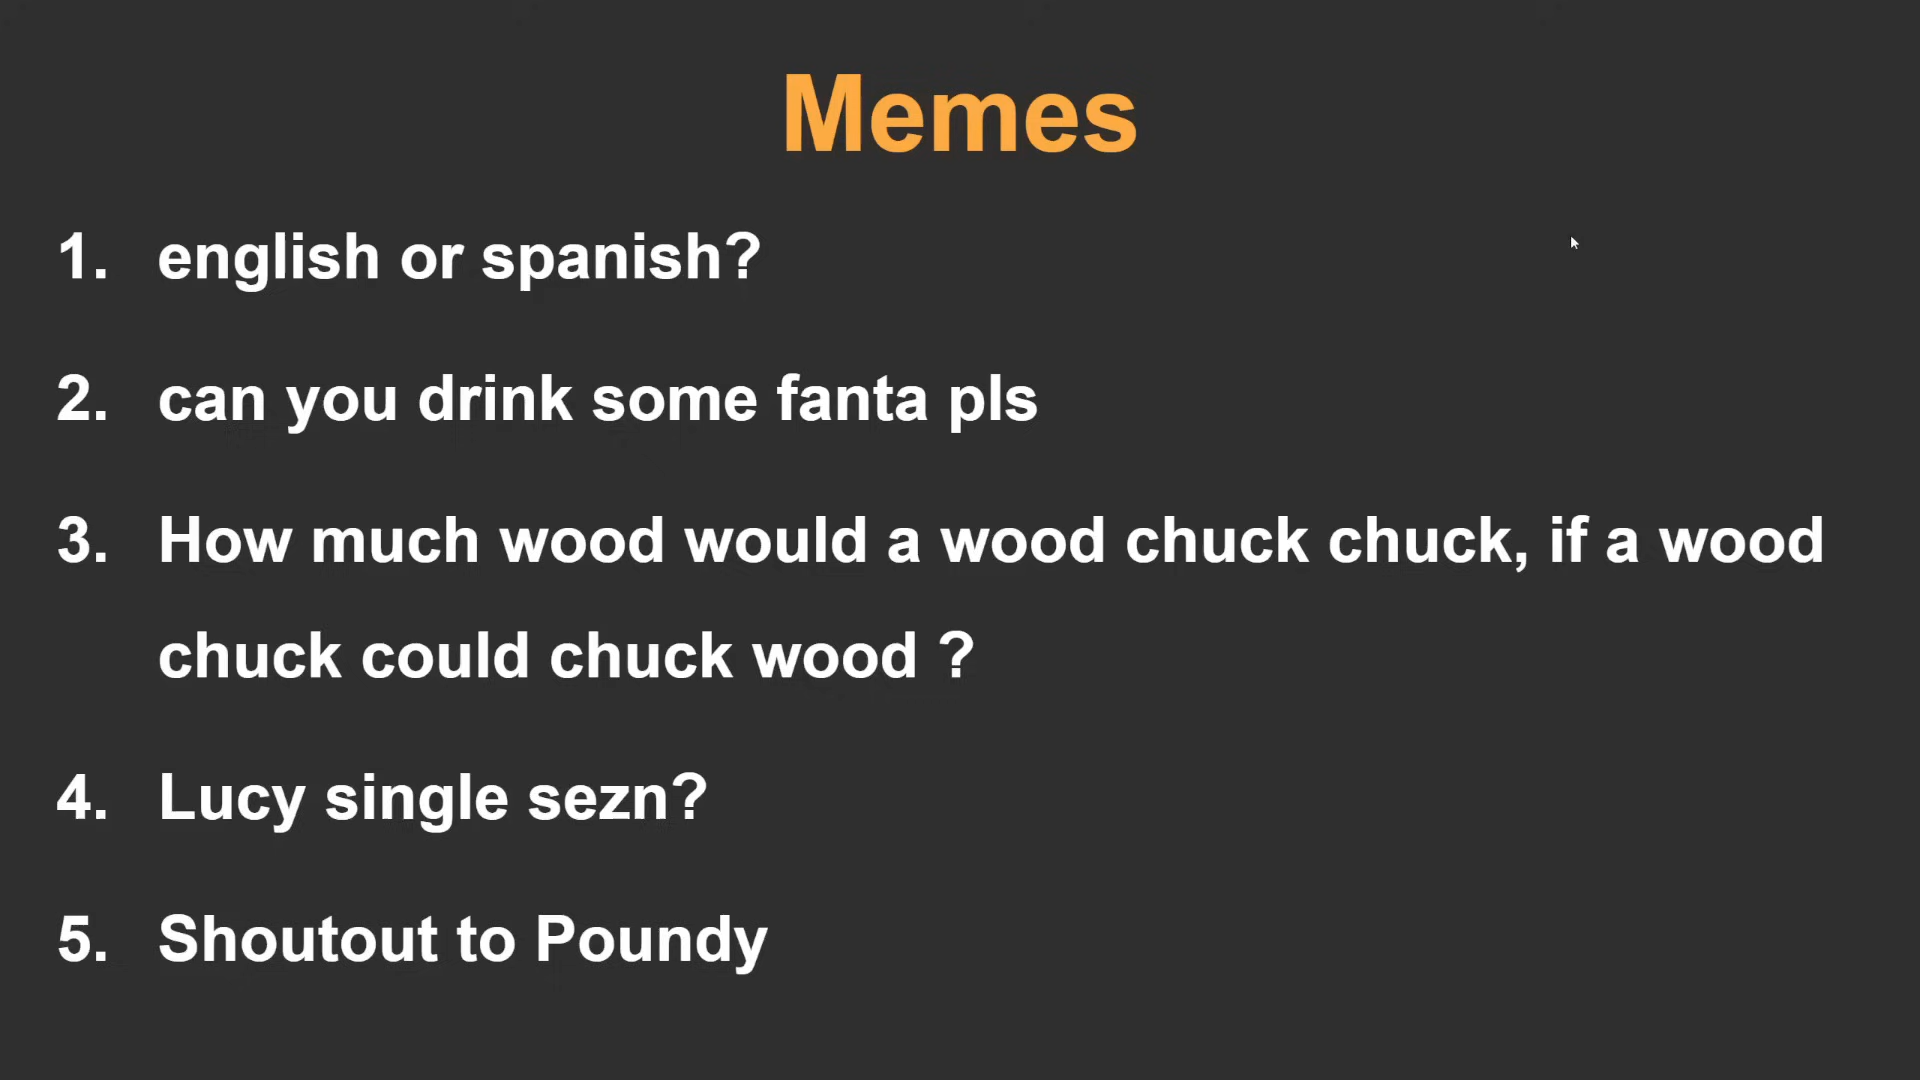 Memes
1. english or spanish?
2. can you drink some fanta pls
3. How much wood would a wood chuck chuck, if a wood
chuck could chuck wood ?
4. Lucy single sezn?
5. Shoutout to Poundy